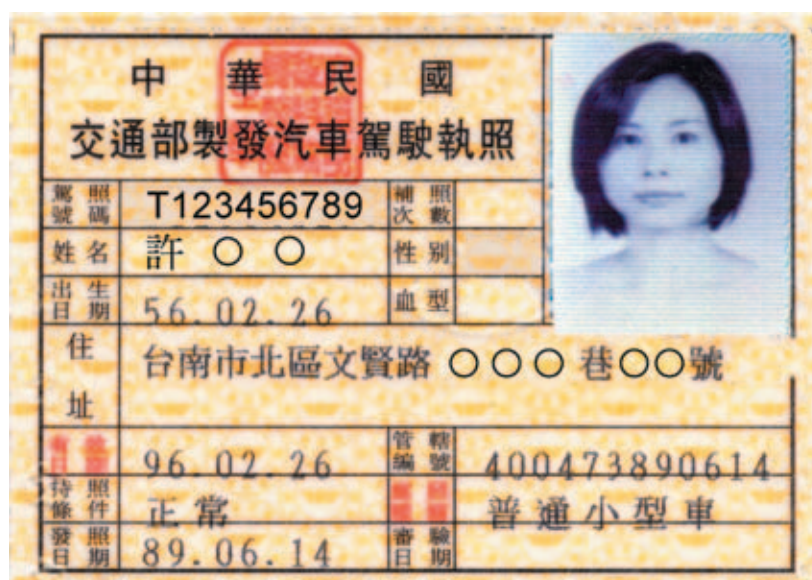 中華民國
交通部製發汽車駕駛執照
駕照號碼 T123456789 補照次數
姓名 許○○ 性別
出生日期 56.02.26 血型
住址 台南市北區文賢路○○○巷○○號
96.02.26 管轄編號 400473890614
持照條件 正常 普通小型車
發照日期 89.06.14 審驗日期